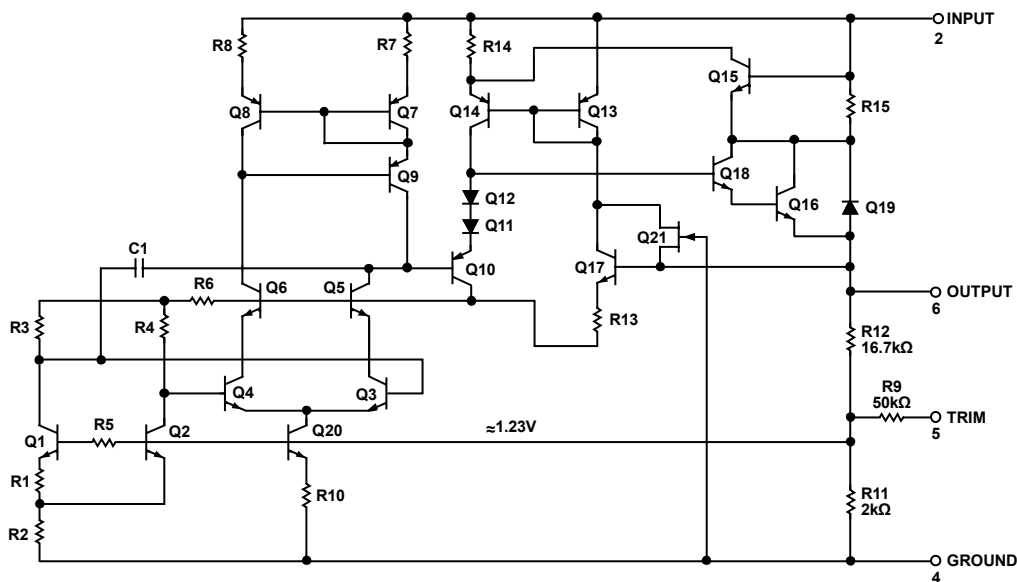 INPUT
2
R8
R7
R14
Q15
R15
Q8
Q7
Q14
Q13
Q9
Q18
Q12
Q16
Q19
Q11
C1
Q10
Q17
Q21
R6
Q6
Q5
OUTPUT
6
R3
R4
R13
R12
16.7kΩ
R9
50kΩ
Q4
Q3
TRIM
5
Q1
R5
Q2
Q20
≈1.23V
R1
R10
R11
2kΩ
R2
GROUND
4